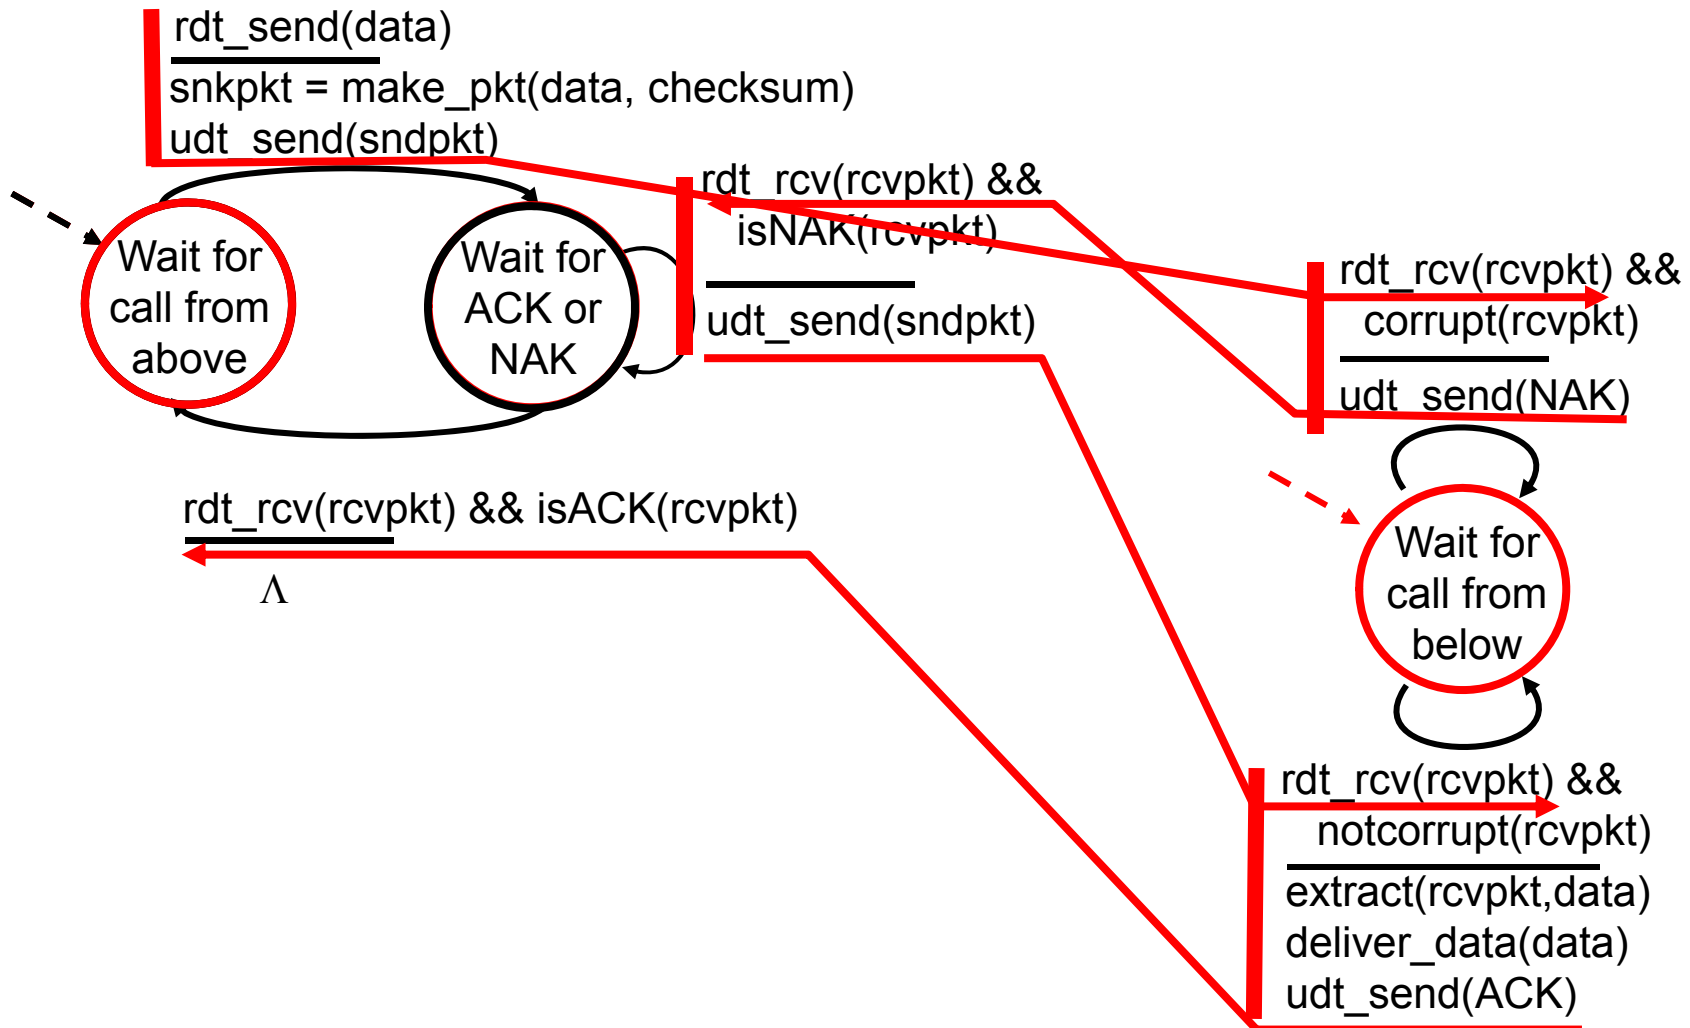 rdt_send(data)
snkpkt = make_pkt(data, checksum)
udt_send(sndpkt)
rdt_rcv(rcvpkt) &&
isNAK(rcvpkt)
udt_send(sndpkt)
Wait for
call from
above
Wait for
ACK or
NAK
rdt_rcv(rcvpkt) && isACK(rcvpkt)
Λ
rdt_rcv(rcvpkt) &&
corrupt(rcvpkt)
udt_send(NAK)
Wait for
call from
below
rdt_rcv(rcvpkt) &&
notcorrupt(rcvpkt)
extract(rcvpkt,data)
deliver_data(data)
udt_send(ACK)